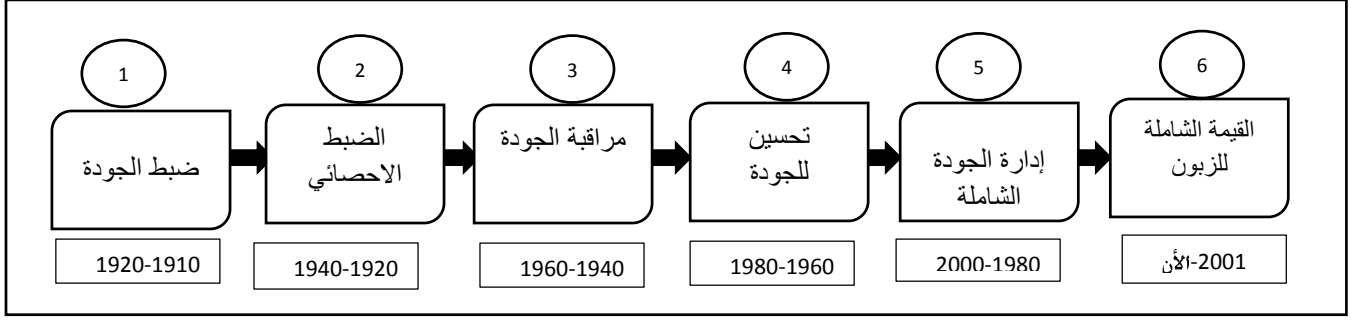 1
2
3
4
5
6
ضبط الجودة
الضبط
الاحصائي
مراقبة الجودة
تحسين
للجودة
إدارة الجودة
الشاملة
القيمة الشاملة
للزبون
1920-1910
1940-1920
1960-1940
1980-1960
2000-1980
2001-الأن